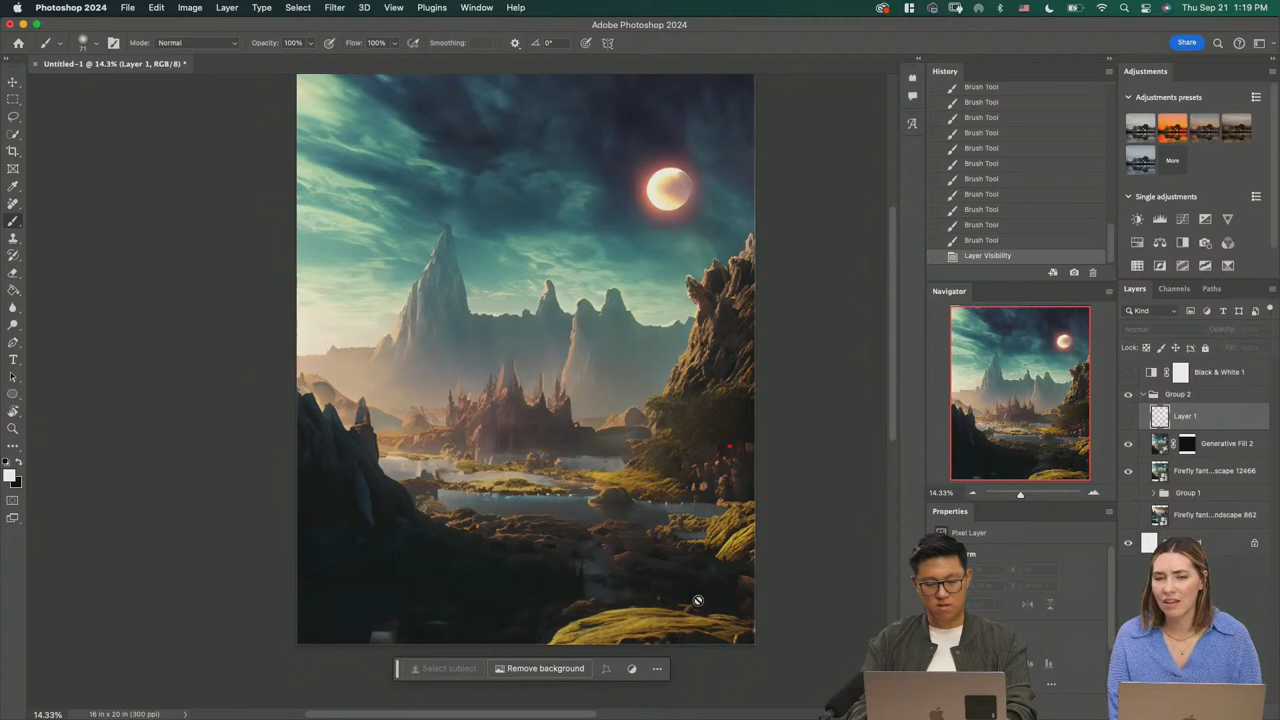 Photoshop 2024 File Edit Image Layer Type Select Filter 3D View Plugins Window Help Thu Sep 21 1:19 PM
Adobe Photoshop 2024
71 Mode: Normal Opacity: 100% Flow: 100% Smoothing: 0° Share
Untitled-1 @ 14.3% (Layer 1, RGB/8) *
History
Brush Tool
Brush Tool
Brush Tool
Brush Tool
Brush Tool
Brush Tool
Brush Tool
Brush Tool
Brush Tool
Brush Tool
Brush Tool
Layer Visibility
Navigator
14.33%
Properties
Pixel Layer
Adjustments
Adjustments presets
More
Single adjustments
Layers Channels Paths
Kind
Normal Opacity:
Lock: Fill:
Black & White 1
Group 2
Layer 1
Generative Fill 2
Firefly fant...scape 12466
Group 1
Firefly fant...ndscape 862
Select subject Remove background
14.33% 16 in x 20 in (300 ppi)